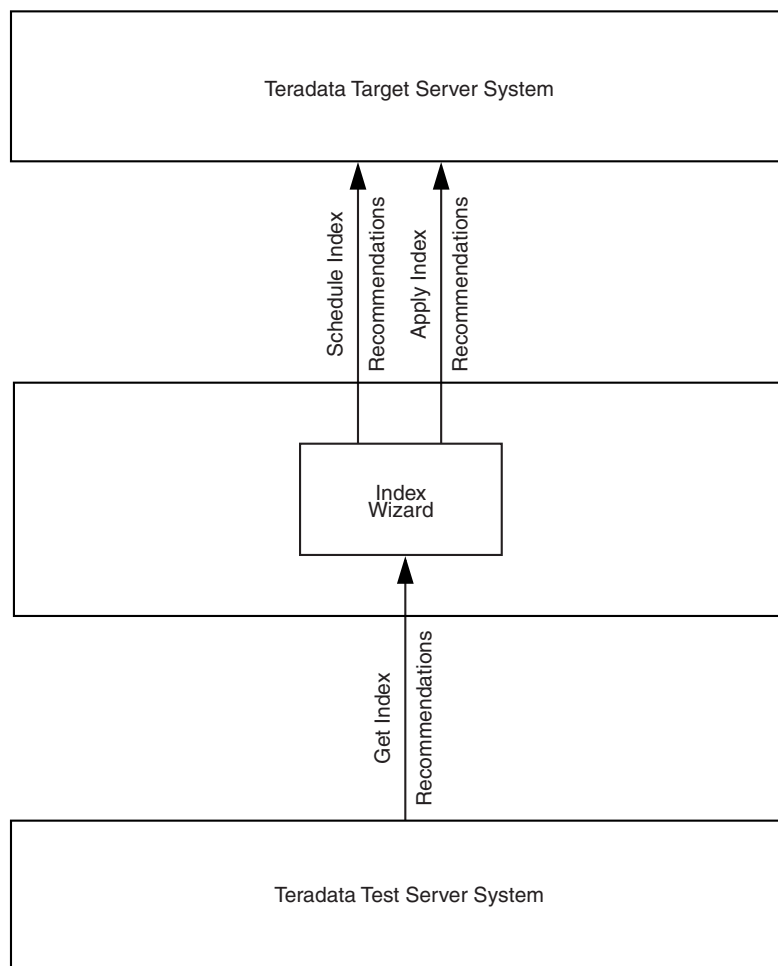 Teradata Target Server System
Schedule Index
Recommendations
Apply Index
Recommendations
Index
Wizard
Get Index
Recommendations
Teradata Test Server System